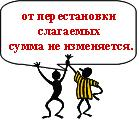 от перестановки
слагаемых
сумма не изменяется.